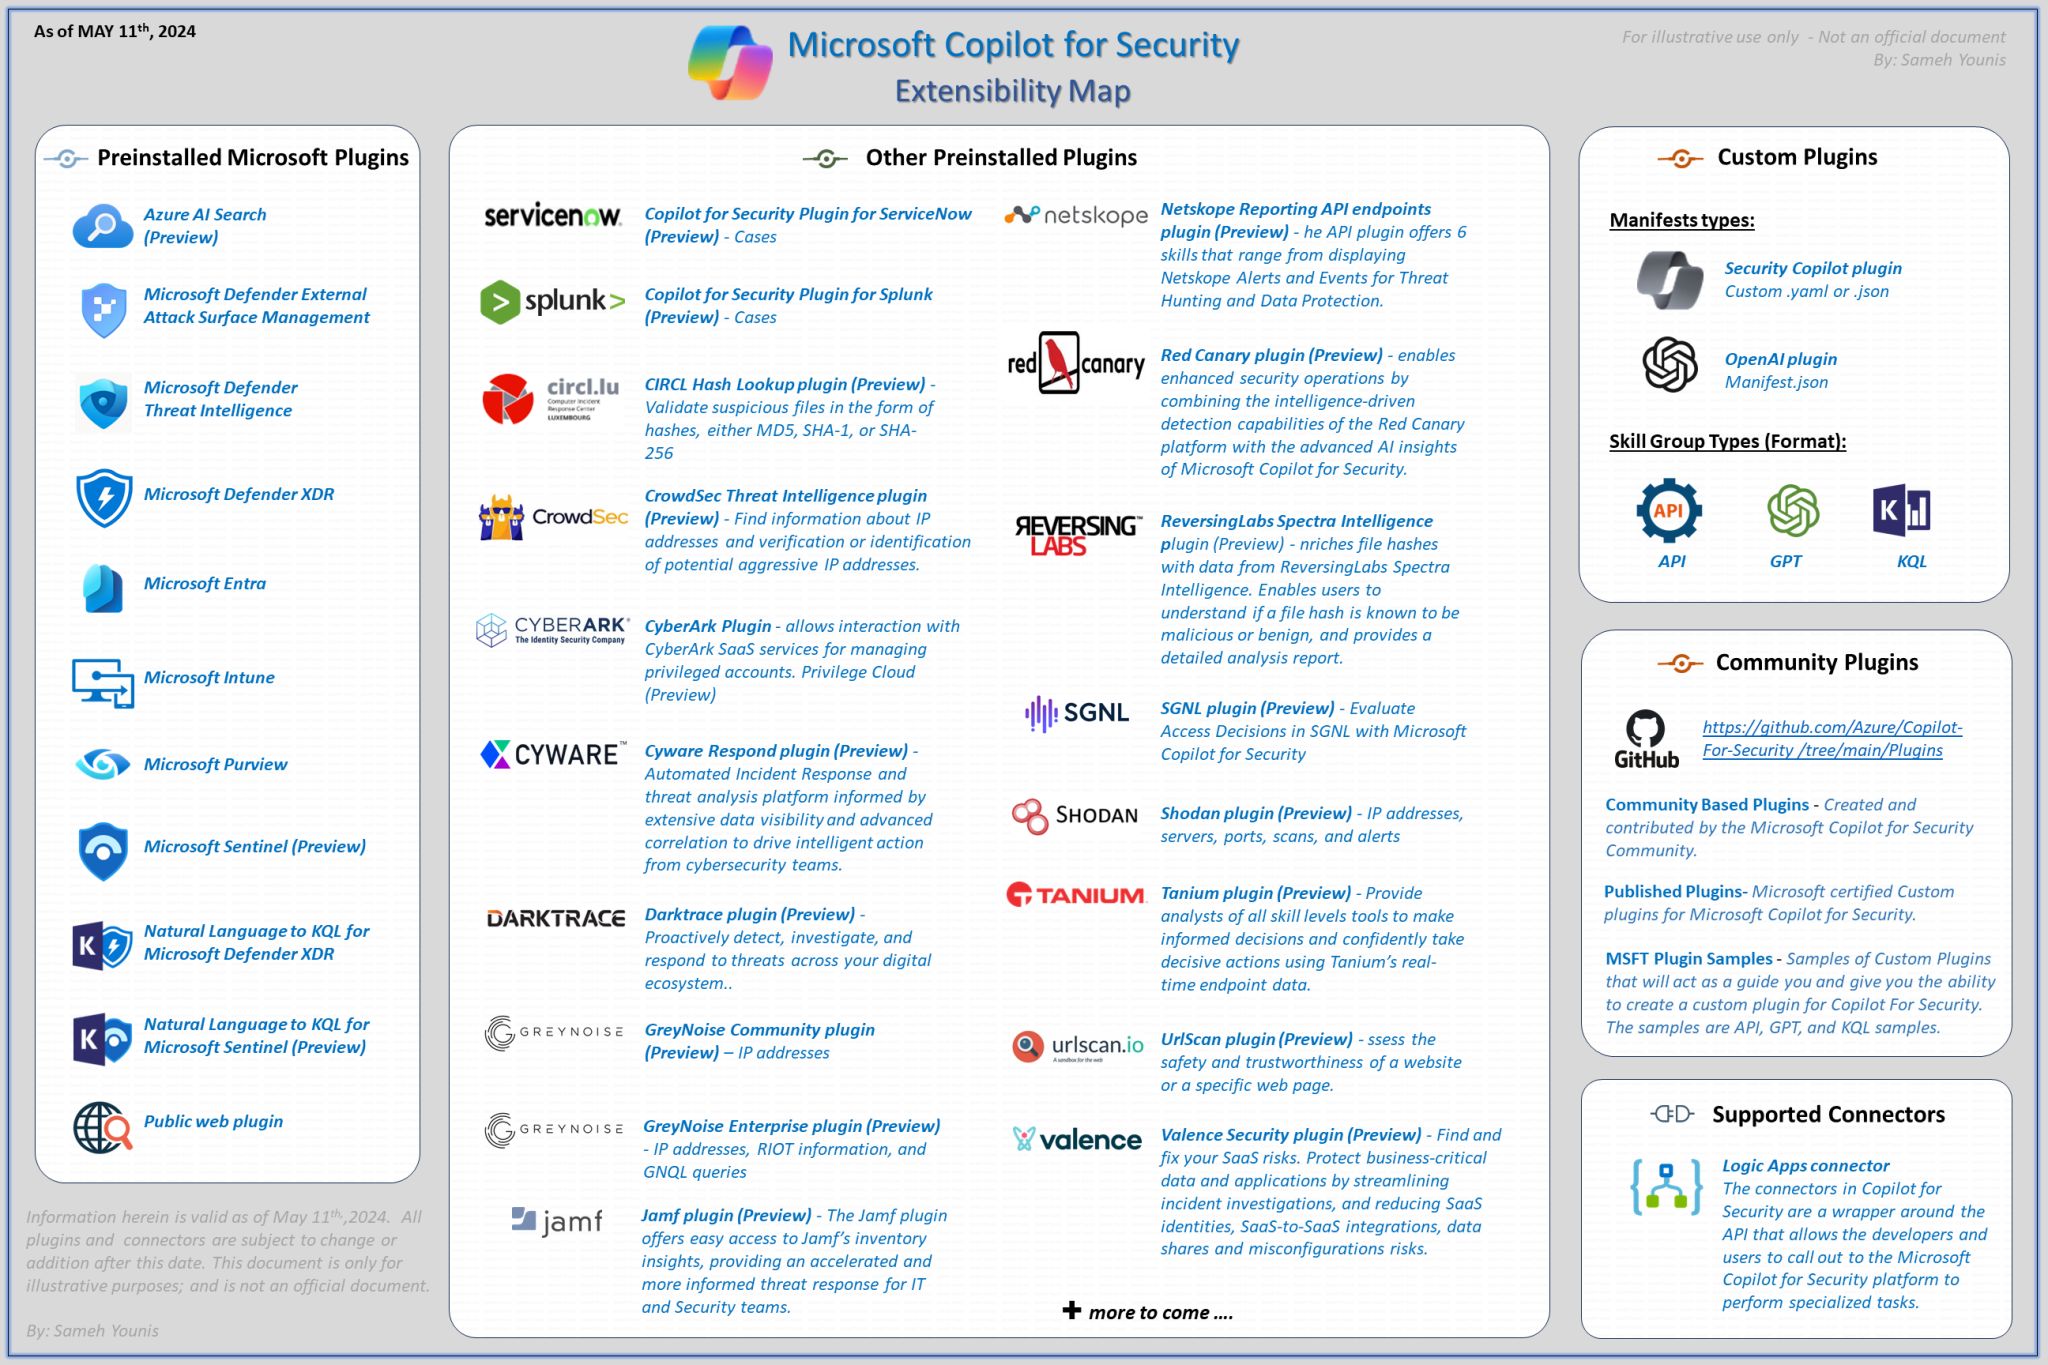 As of MAY 11th, 2024
Microsoft Copilot for Security
Extensibility Map
For illustrative use only - Not an official document
By: Sameh Younis
Preinstalled Microsoft Plugins
Azure AI Search
(Preview)
Microsoft Defender External
Attack Surface Management
Microsoft Defender
Threat Intelligence
Microsoft Defender XDR
Microsoft Entra
Microsoft Intune
Microsoft Purview
Microsoft Sentinel (Preview)
K
Natural Language to KQL for
Microsoft Defender XDR
K
Natural Language to KQL for
Microsoft Sentinel (Preview)
Public web plugin
Information herein is valid as of May 11th,,2024. All
plugins and connectors are subject to change or
addition after this date. This document is only for
illustrative purposes; and is not an official document.
By: Sameh Younis
Other Preinstalled Plugins
servicenow.
Copilot for Security Plugin for ServiceNow
(Preview) - Cases
splunk>
Copilot for Security Plugin for Splunk
(Preview) - Cases
circl.lu
Computer Incident
Response Center
LUXEMBOURG
CIRCL Hash Lookup plugin (Preview) -
Validate suspicious files in the form of
hashes, either MD5, SHA-1, or SHA-
256
CrowdSec
CrowdSec Threat Intelligence plugin
(Preview) - Find information about IP
addresses and verification or identification
of potential aggressive IP addresses.
CYBERARK®
The Identity Security Company
CyberArk Plugin - allows interaction with
CyberArk SaaS services for managing
privileged accounts. Privilege Cloud
(Preview)
CYWARE™
Cyware Respond plugin (Preview) -
Automated Incident Response and
threat analysis platform informed by
extensive data visibility and advanced
correlation to drive intelligent action
from cybersecurity teams.
DARKTRACE
Darktrace plugin (Preview) -
Proactively detect, investigate, and
respond to threats across your digital
ecosystem..
GREYNOISE
GreyNoise Community plugin
(Preview) – IP addresses
GREYNOISE
GreyNoise Enterprise plugin (Preview)
- IP addresses, RIOT information, and
GNQL queries
jamf
Jamf plugin (Preview) - The Jamf plugin
offers easy access to Jamf's inventory
insights, providing an accelerated and
more informed threat response for IT
and Security teams.
netskope
Netskope Reporting API endpoints
plugin (Preview) - he API plugin offers 6
skills that range from displaying
Netskope Alerts and Events for Threat
Hunting and Data Protection.
red canary
Red Canary plugin (Preview) - enables
enhanced security operations by
combining the intelligence-driven
detection capabilities of the Red Canary
platform with the advanced AI insights
of Microsoft Copilot for Security.
REVERSING™
LABS
ReversingLabs Spectra Intelligence
plugin (Preview) - nriches file hashes
with data from ReversingLabs Spectra
Intelligence. Enables users to
understand if a file hash is known to be
malicious or benign, and provides a
detailed analysis report.
SGNL
SGNL plugin (Preview) - Evaluate
Access Decisions in SGNL with Microsoft
Copilot for Security
SHODAN
Shodan plugin (Preview) - IP addresses,
servers, ports, scans, and alerts
TANIUM
Tanium plugin (Preview) - Provide
analysts of all skill levels tools to make
informed decisions and confidently take
decisive actions using Tanium's real-
time endpoint data.
urlscan.io
A sandbox for the web
UrlScan plugin (Preview) - ssess the
safety and trustworthiness of a website
or a specific web page.
valence
Valence Security plugin (Preview) - Find and
fix your SaaS risks. Protect business-critical
data and applications by streamlining
incident investigations, and reducing SaaS
identities, SaaS-to-SaaS integrations, data
shares and misconfigurations risks.
+ more to come ....
Custom Plugins
Manifests types:
Security Copilot plugin
Custom .yaml or .json
OpenAI plugin
Manifest.json
Skill Group Types (Format):
API
K
API GPT KQL
Community Plugins
GitHub
https://github.com/Azure/Copilot-
For-Security /tree/main/Plugins
Community Based Plugins - Created and
contributed by the Microsoft Copilot for Security
Community.
Published Plugins- Microsoft certified Custom
plugins for Microsoft Copilot for Security.
MSFT Plugin Samples - Samples of Custom Plugins
that will act as a guide you and give you the ability
to create a custom plugin for Copilot For Security.
The samples are API, GPT, and KQL samples.
Supported Connectors
Logic Apps connector
The connectors in Copilot for
Security are a wrapper around the
API that allows the developers and
users to call out to the Microsoft
Copilot for Security platform to
perform specialized tasks.